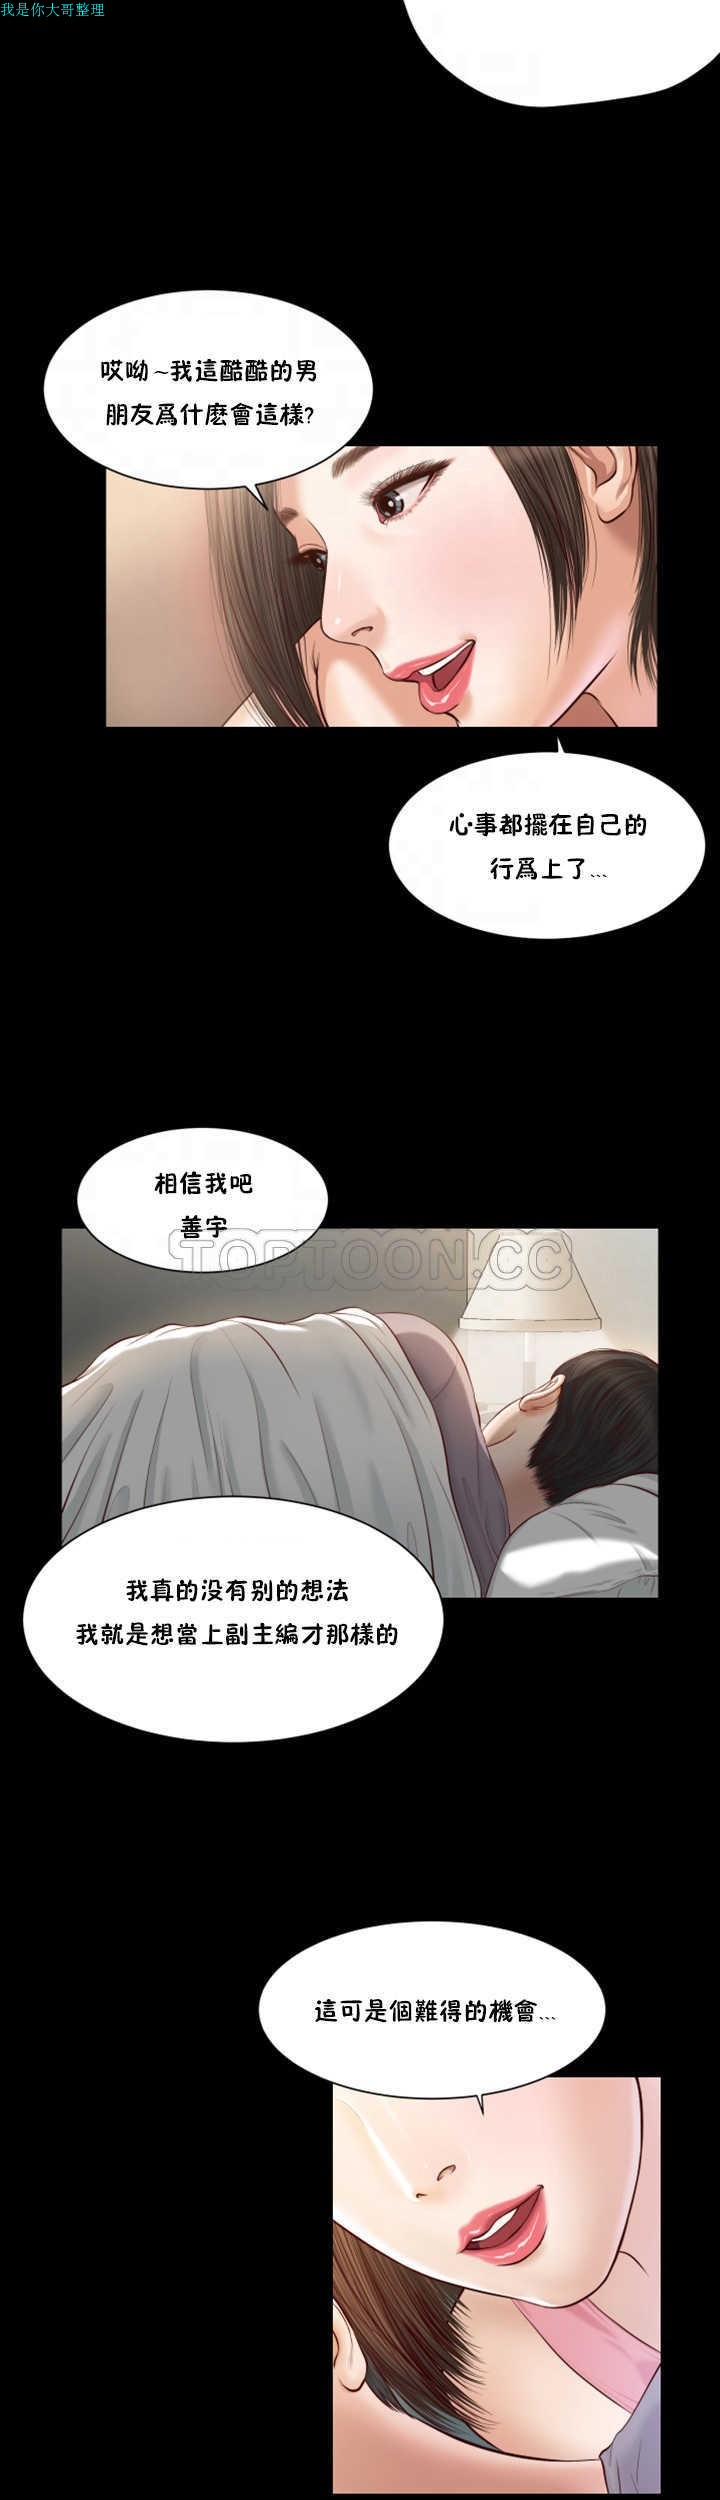 我是你大哥整理
哎呦~我這酷酷的男
朋友爲什麽會這樣?
心事都擺在自己的
行爲上了...
相信我吧
善宇
TOPTOON.CC
我真的没有别的想法
我就是想當上副主編才那樣的
這可是個難得的機會...